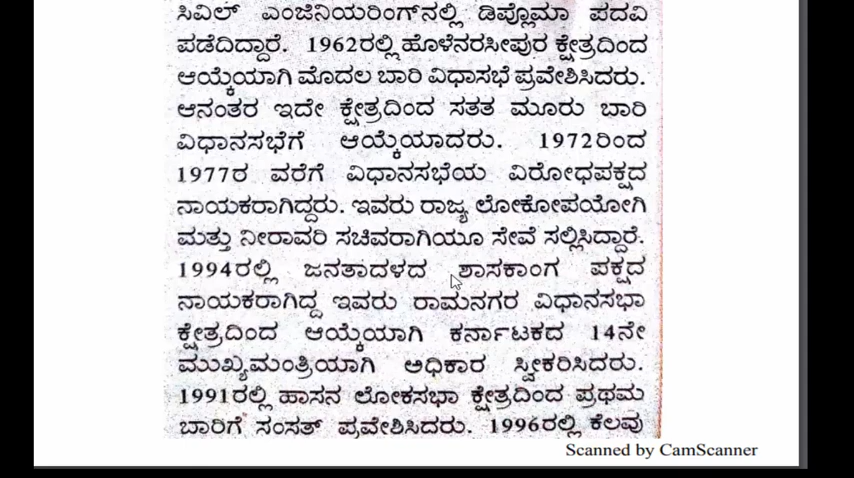 ಸಿವಿಲ್ ಎಂಜಿನಿಯರಿಂಗ್‌ನಲ್ಲಿ ಡಿಪ್ಲೊಮಾ ಪದವಿ
ಪಡೆದಿದ್ದಾರೆ. 1962ರಲ್ಲಿ ಹೊಳೆನರಸೀಪುರ ಕ್ಷೇತ್ರದಿಂದ
ಆಯ್ಕೆಯಾಗಿ ಮೊದಲ ಬಾರಿ ವಿಧಾಸಭೆ ಪ್ರವೇಶಿಸಿದರು.
ಆನಂತರ ಇದೇ ಕ್ಷೇತ್ರದಿಂದ ಸತತ ಮೂರು ಬಾರಿ
ವಿಧಾನಸಭೆಗೆ ಆಯ್ಕೆಯಾದರು. 1972ರಿಂದ
1977ರ ವರೆಗೆ ವಿಧಾನಸಭೆಯ ವಿರೋಧಪಕ್ಷದ
ನಾಯಕರಾಗಿದ್ದರು. ಇವರು ರಾಜ್ಯ ಲೋಕೋಪಯೋಗಿ
ಮತ್ತು ನೀರಾವರಿ ಸಚಿವರಾಗಿಯೂ ಸೇವೆ ಸಲ್ಲಿಸಿದ್ದಾರೆ.
1994ರಲ್ಲಿ ಜನತಾದಳದ ಶಾಸಕಾಂಗ ಪಕ್ಷದ
ನಾಯಕರಾಗಿದ್ದ ಇವರು ರಾಮನಗರ ವಿಧಾನಸಭಾ
ಕ್ಷೇತ್ರದಿಂದ ಆಯ್ಕೆಯಾಗಿ ಕರ್ನಾಟಕದ 14ನೇ
ಮುಖ್ಯಮಂತ್ರಿಯಾಗಿ ಅಧಿಕಾರ ಸ್ವೀಕರಿಸಿದರು.
1991ರಲ್ಲಿ ಹಾಸನ ಲೋಕಸಭಾ ಕ್ಷೇತ್ರದಿಂದ ಪ್ರಥಮ
ಬಾರಿಗೆ ಸಂಸತ್ ಪ್ರವೇಶಿಸಿದರು. 1996ರಲ್ಲಿ ಕೆಲವು
Scanned by CamScanner